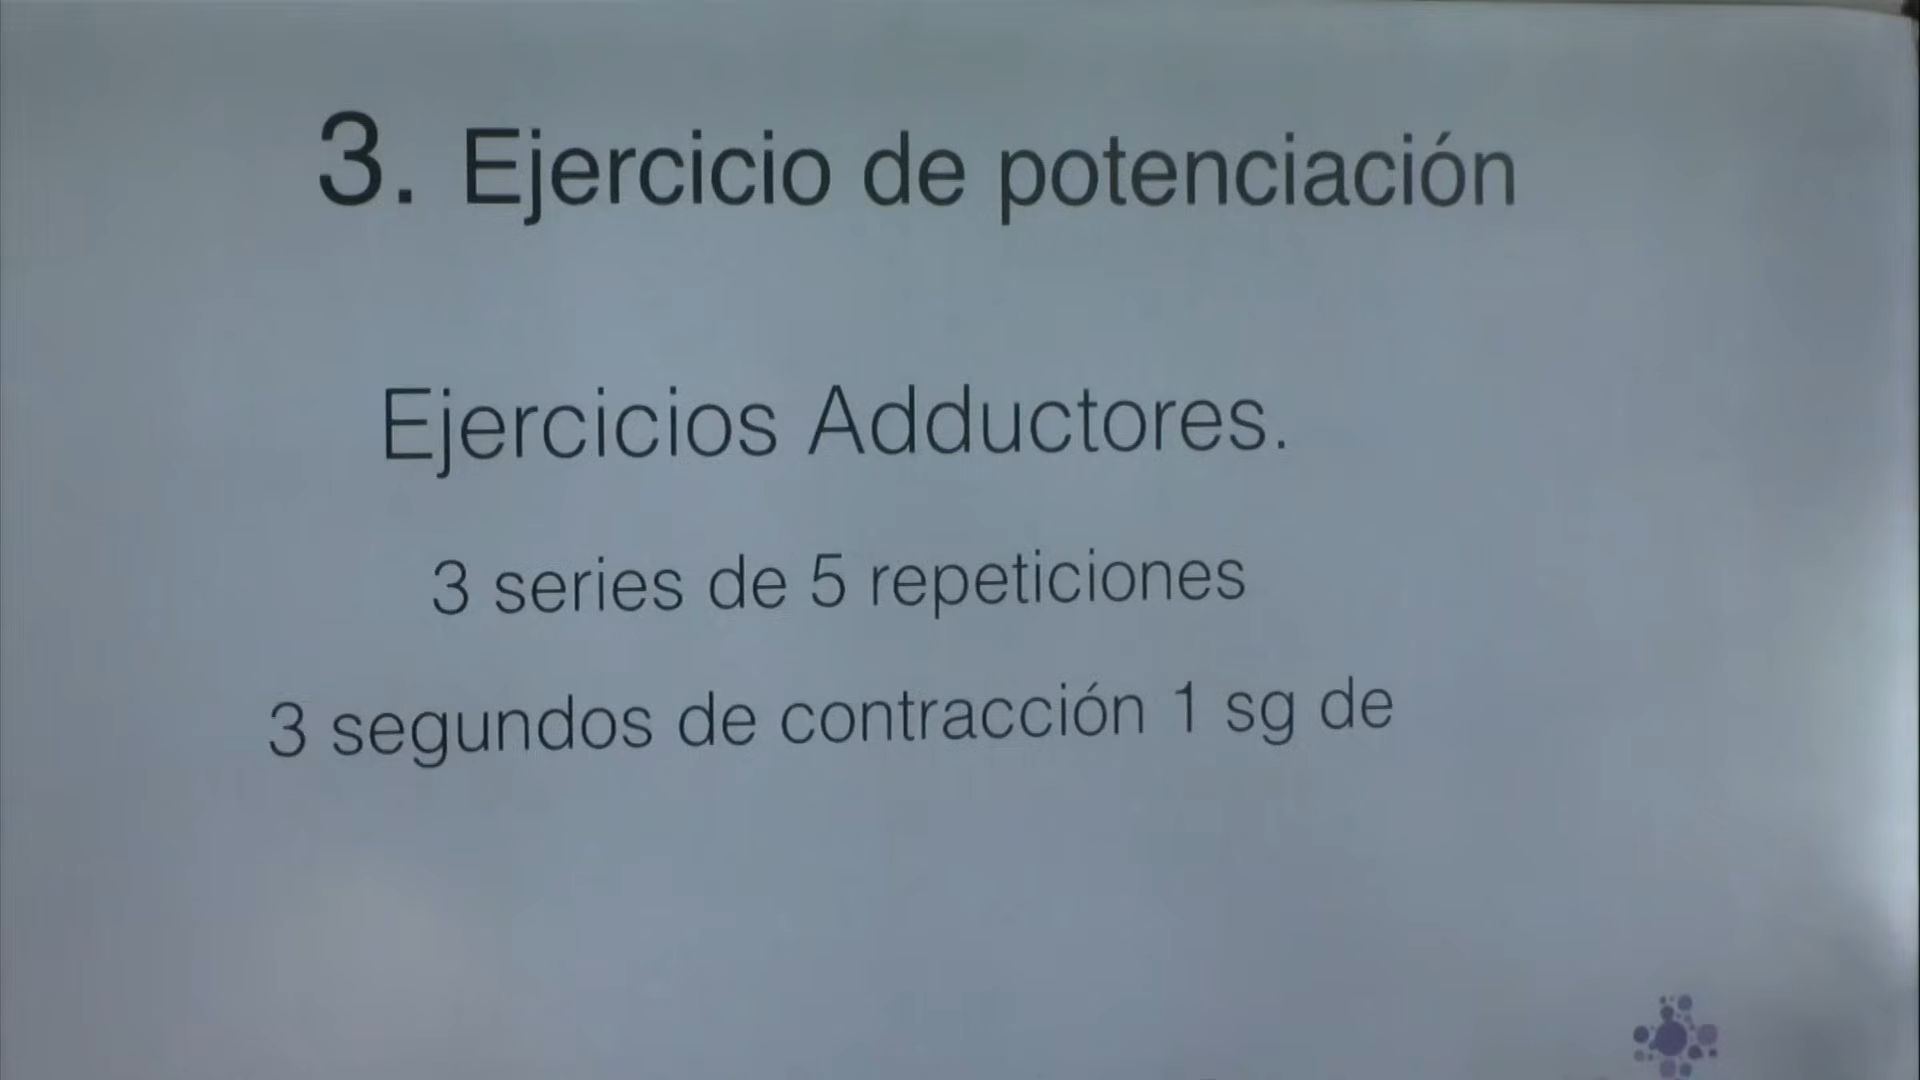 3. Ejercicio de potenciación
Ejercicios Adductores.
3 series de 5 repeticiones
3 segundos de contracción 1 sg de